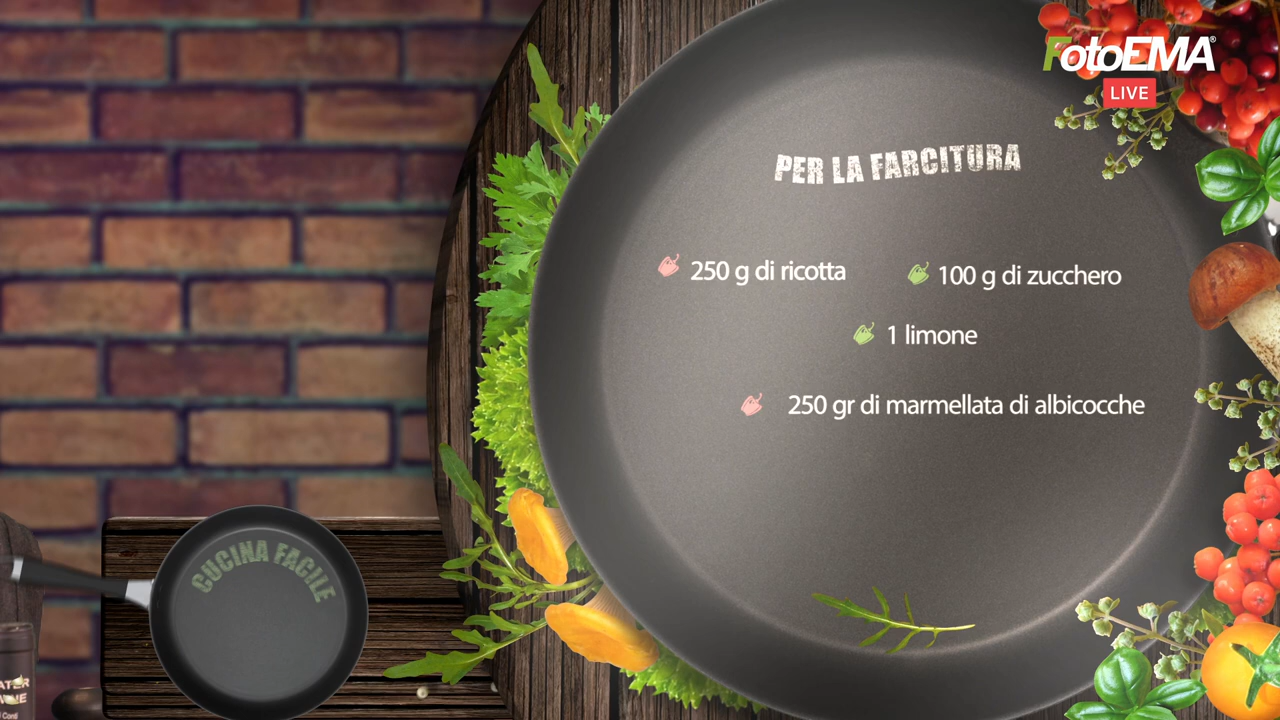 FotoEMA®
LIVE
PER LA FARCITURA
250 g di ricotta
100 g di zucchero
1 limone
250 gr di marmellata di albicocche
CUCINA FACILE